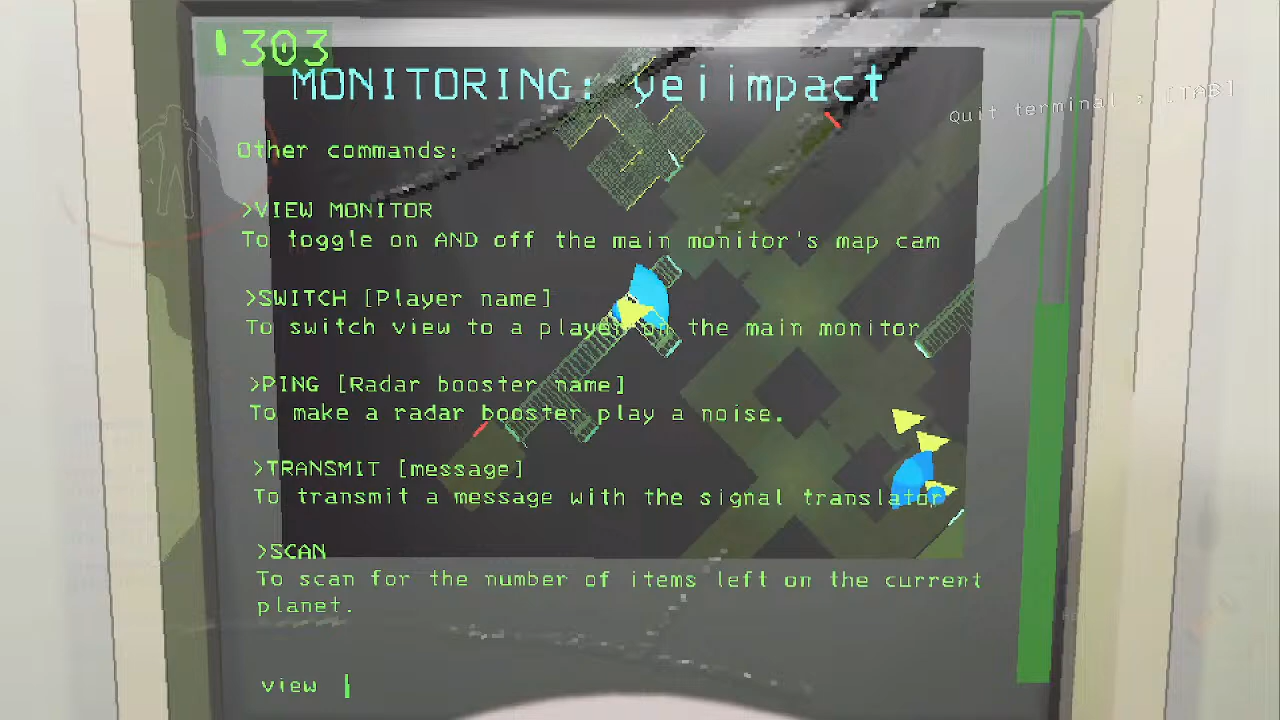 303
MONITORING: yeiimpact
Quit terminal : [TAB]
Other commands:
>VIEW MONITOR
To toggle on AND off the main monitor's map cam
>SWITCH [Player name]
To switch view to a player on the main monitor
>PING [Radar booster name]
To make a radar booster play a noise.
>TRANSMIT [message]
To transmit a message with the signal translator
>SCAN
To scan for the number of items left on the current
planet.
view